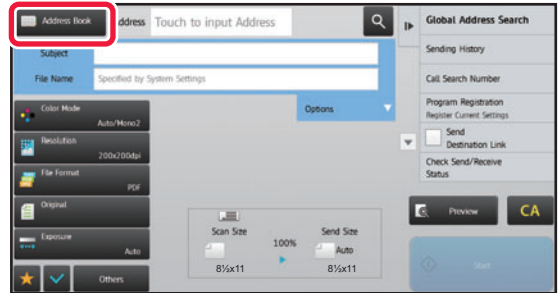 Address Book
ddress
Touch to input Address
Subject
File Name
Specified by System Settings
Options
Color Mode
Auto/Mono2
Resolution
200x200dpi
File Format
PDF
Original
Exposure
Auto
Others
Scan Size
8½x11
100%
Send Size
Auto
8½x11
Global Address Search
Sending History
Call Search Number
Program Registration
Register Current Settings
Send
Destination Link
Check Send/Receive
Status
Preview
CA
Start